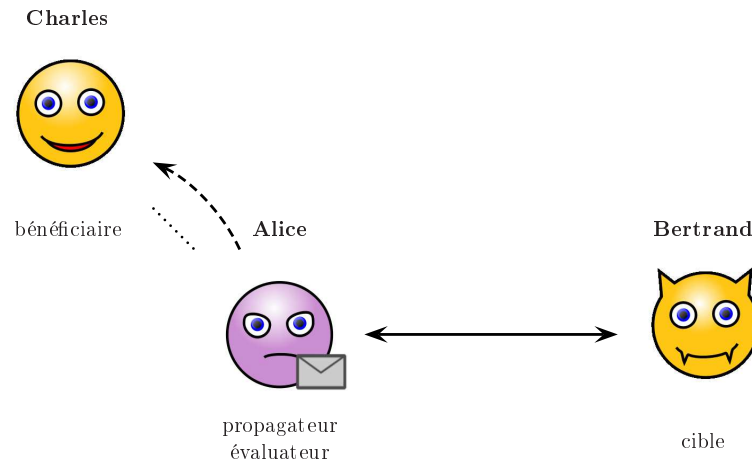 Charles
bénéficiaire
Alice
Bertrand
propagateur
évaluateur
cible